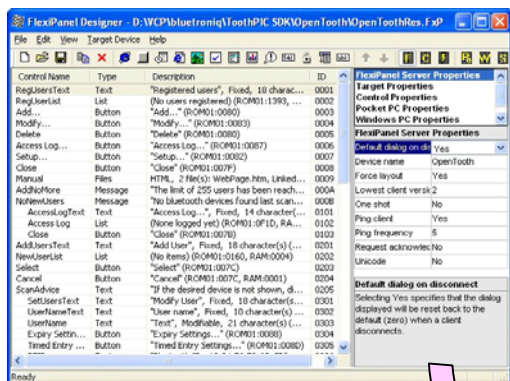 FlexiPanel Designer - D:\VCP\bluetroniq\ToothPIC SDK\OpenTooth\OpenToothRes.FxP
File Edit View Target Device Help
Control Name Type Description ID
RegUsersText Text "Registered users", Fixed, 18 charac... 0001
RegUserList List (No users registered) (ROM01:1393, ... 0002
Add... Button "Add..." (ROM01:0080) 0003
Modify... Button "Modify..." (ROM01:0083) 0004
Delete Button "Delete" (ROM01:0080) 0005
Access Log... Button "Access Log..." (ROM01:0087) 0006
Setup... Button "Setup..." (ROM01:0082) 0007
Close Button "Close" (ROM01:007F) 0008
Manual Files HTML, 2 file(s): WebPage.htm, Linked... 0009
AddNoMore Message "The limit of 255 users has been reach... 000A
NoNewUsers Message "No bluetooth devices found last scan... 000B
AccessLogText Text "Access Log...", Fixed, 14 character(... 0101
Access Log List (None logged yet) (ROM01:0F1D, RA... 0102
Close Button "Close" (ROM01:007B) 0103
AddUsersText Text "Add User", Fixed, 18 character(s) (... 0201
NewUserList List (No items) (ROM01:0160, RAM:0004) 0202
Select Button "Select" (ROM01:007C) 0203
Cancel Button "Cancel" (ROM01:007C, RAM:0001) 0204
ScanAdvice Text "If the desired device is not shown, di... 0205
SetUsersText Text "Modify User", Fixed, 18 character(s... 0301
UserNameText Text "User name", Fixed, 10 character(s) (... 0302
UserName Text "Text", Modifiable, 21 character(s) (... 0303
Expiry Settin... Button "Expiry Settings..." (ROM01:0088) 0304
Timed Entry ... Button "Timed Entry Settings..." (ROM01:008D) 0305
FlexiPanel Server Properties
Target Properties
Control Properties
Pocket PC Properties
Windows PC Properties
FlexiPanel Server Properties
Default dialog on dis Yes
Device name OpenTooth
Force layout Yes
Lowest client versi 2
One shot No
Ping client Yes
Ping frequency 5
Request acknowlec No
Unicode No
Default dialog on disconnect
Selecting Yes specifies that the dialog
displayed will be reset back to the
default (zero) when a client
disconnects.
Ready